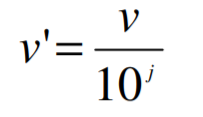 v' = v / 10^j